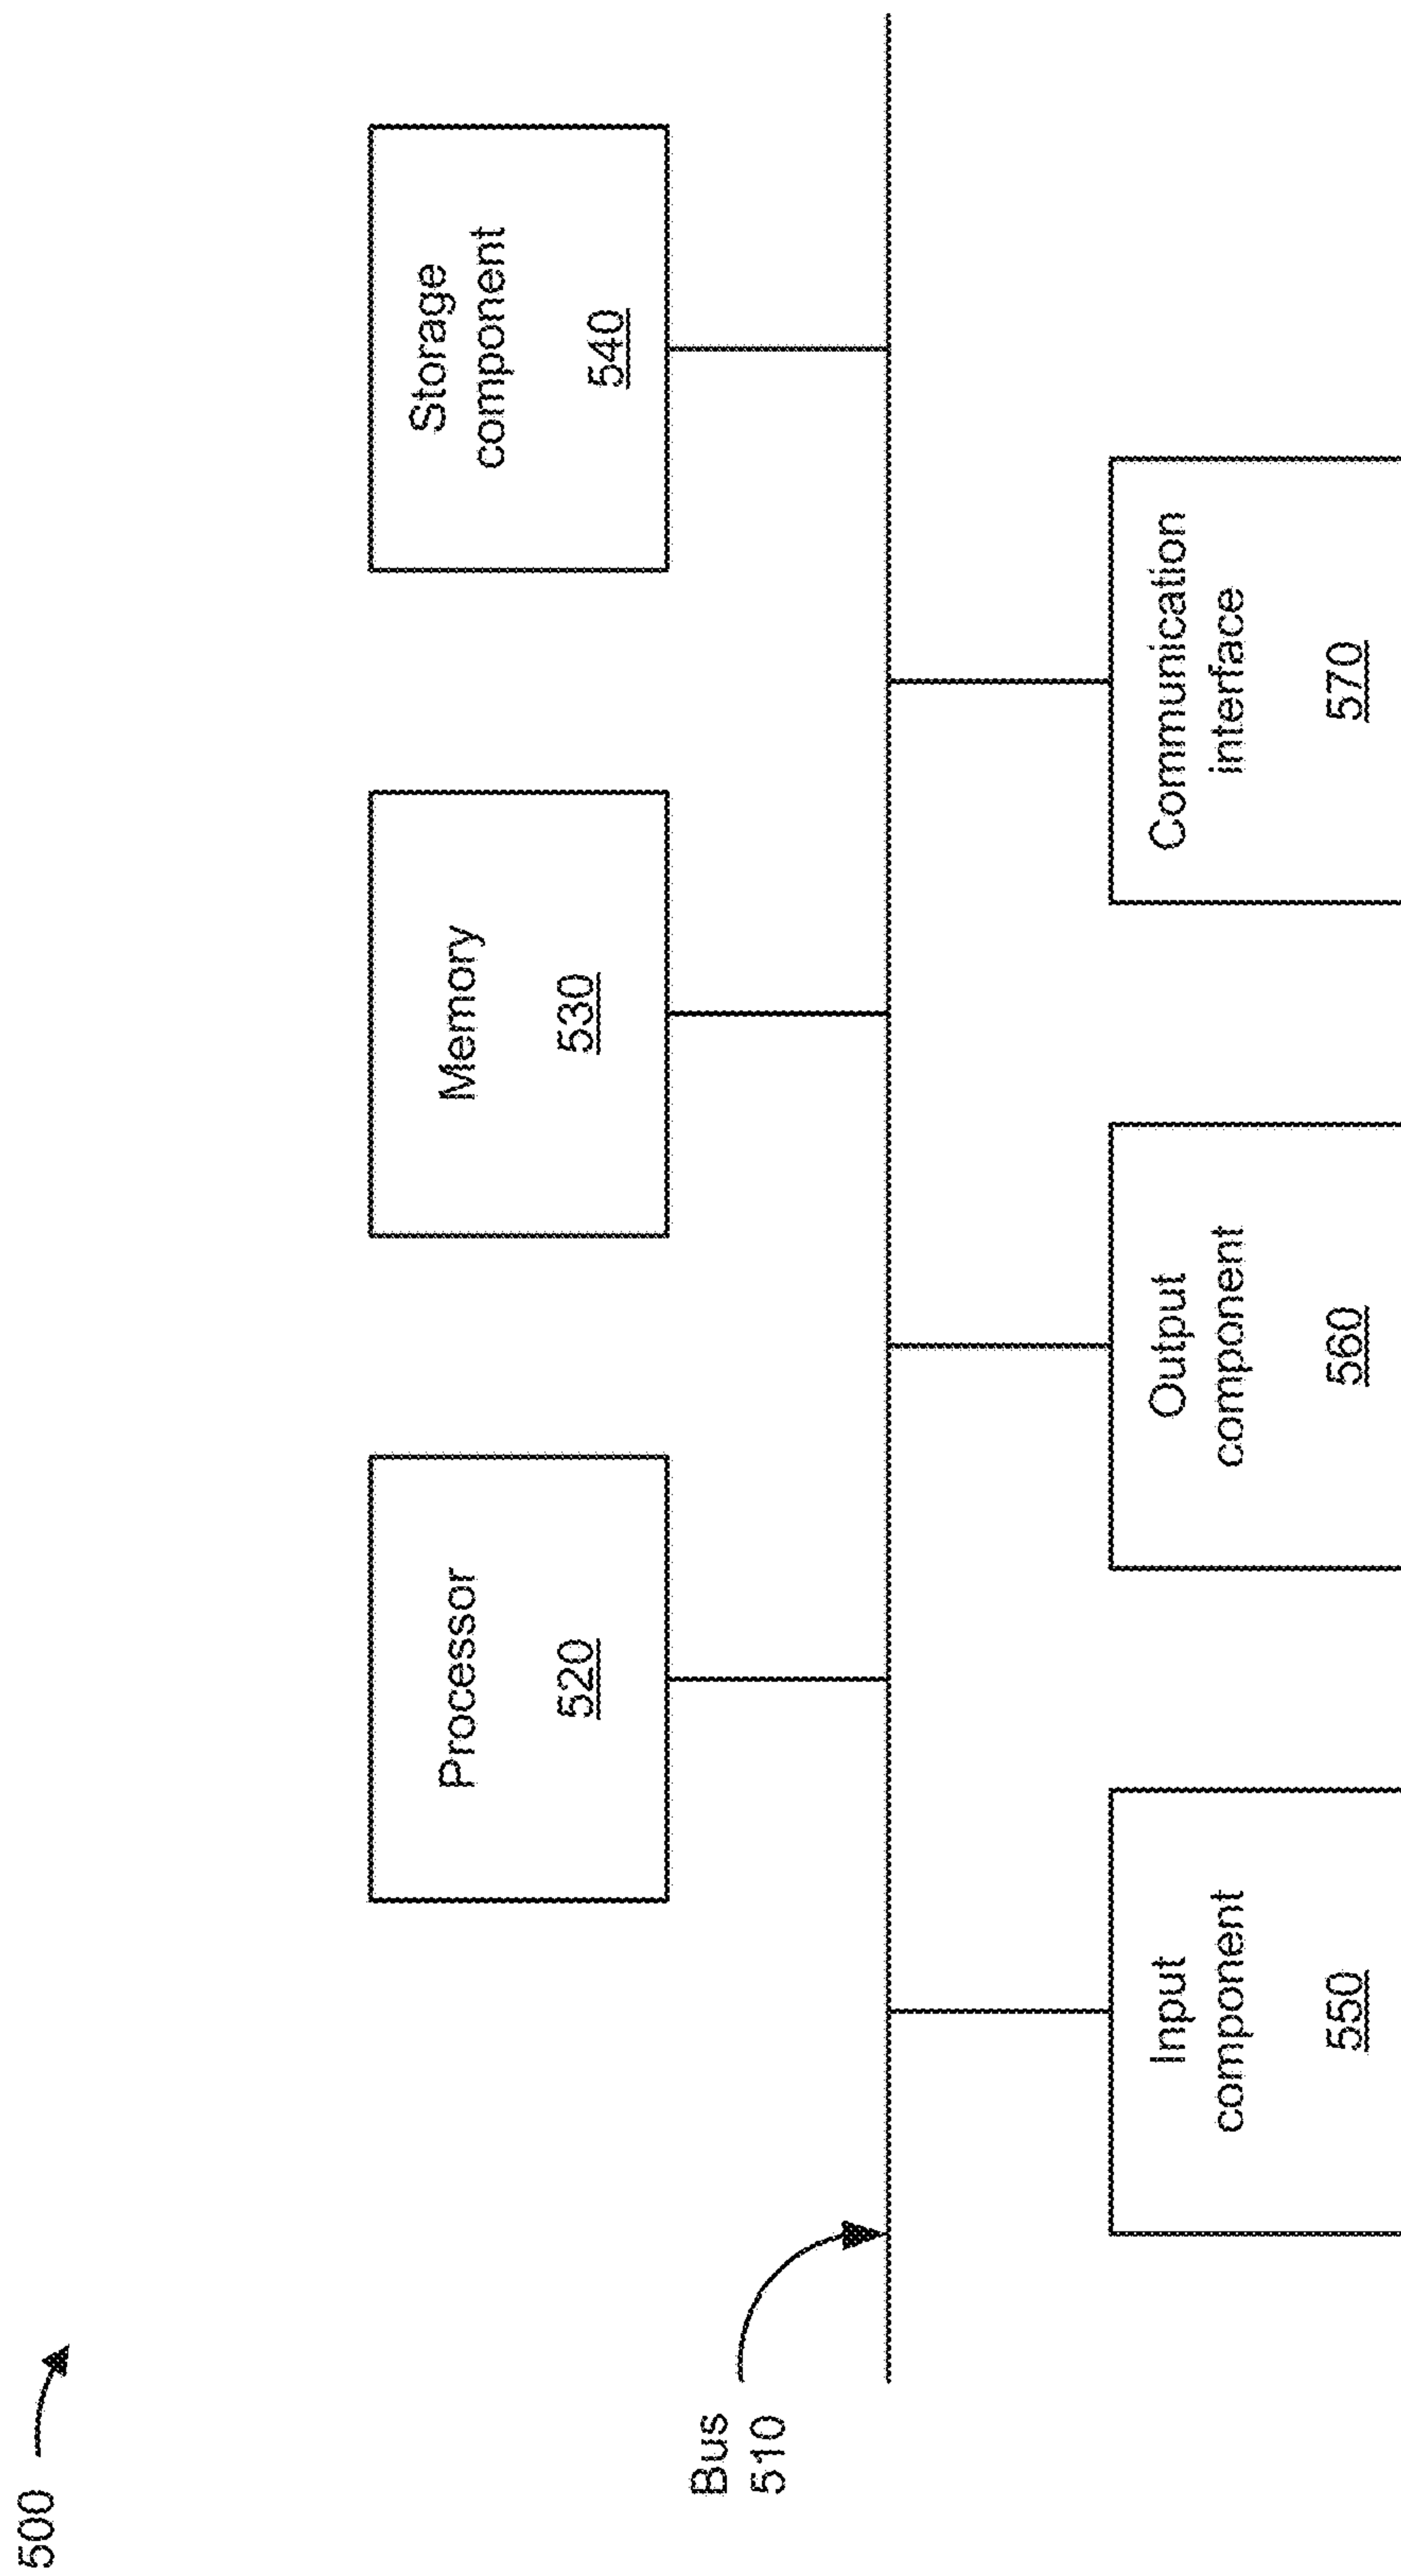 500
Bus
510
Processor
520
Memory
530
Storage
component
540
Input
component
550
Output
component
560
Communication
interface
570